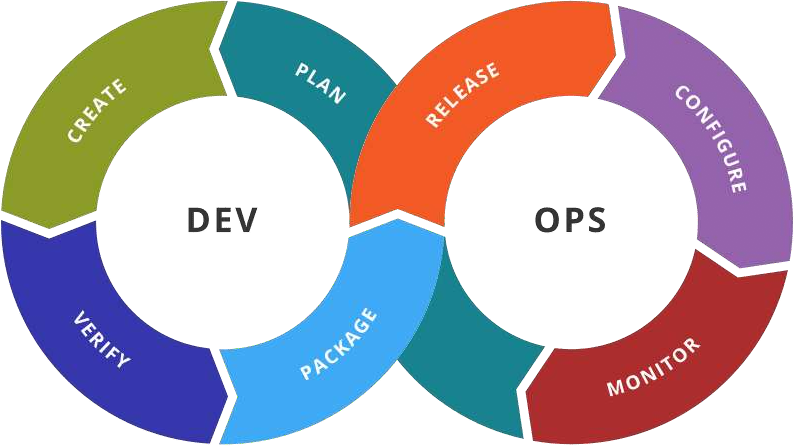 PLAN
CREATE
VERIFY
PACKAGE
RELEASE
CONFIGURE
MONITOR
DEV
OPS